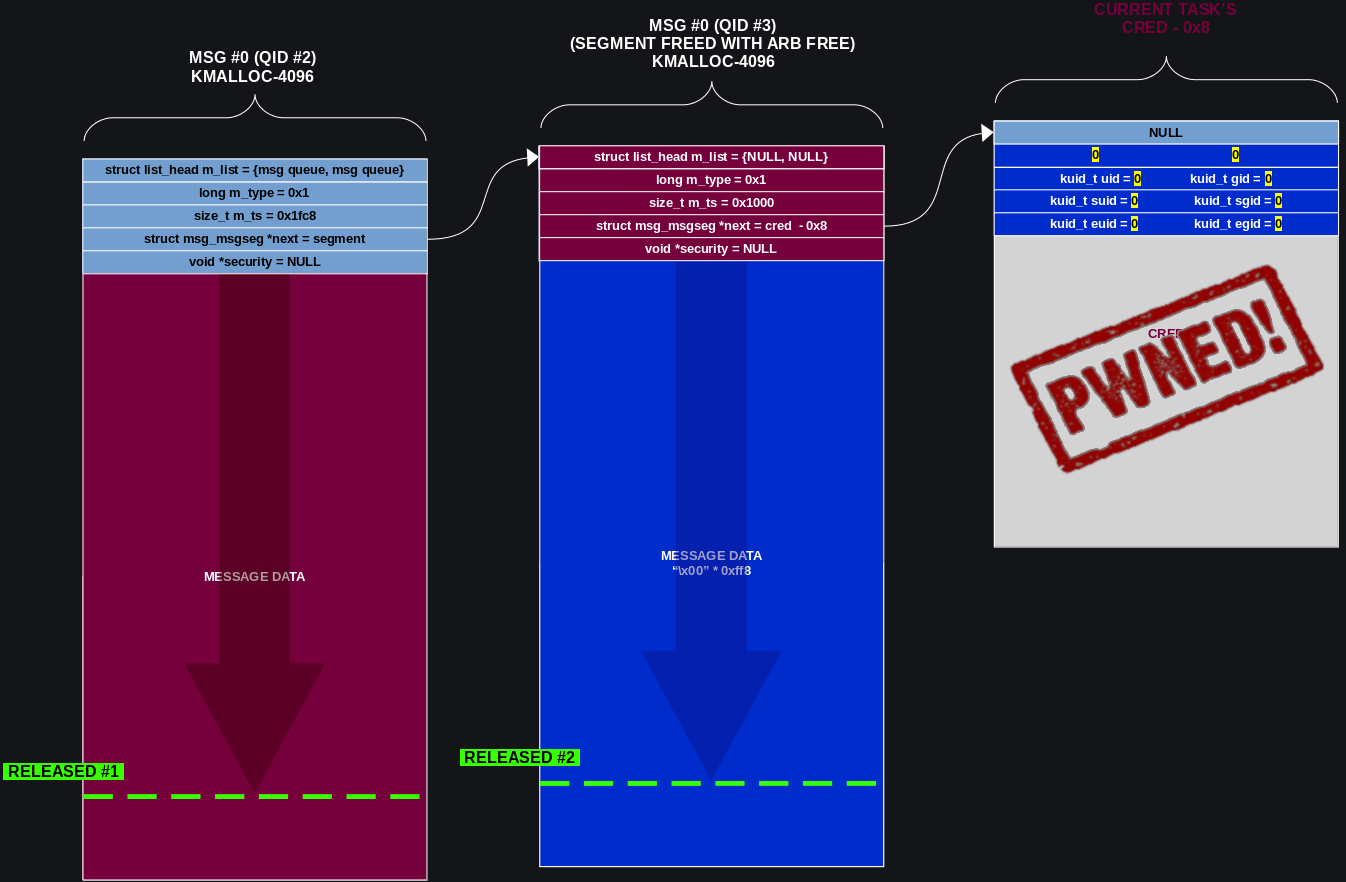 MSG #0 (QID #2)
KMALLOC-4096
struct list_head m_list = {msg queue, msg queue}
long m_type = 0x1
size_t m_ts = 0x1fc8
struct msg_msgseg *next = segment
void *security = NULL
MESSAGE DATA
RELEASED #1
MSG #0 (QID #3)
(SEGMENT FREED WITH ARB FREE)
KMALLOC-4096
struct list_head m_list = {NULL, NULL}
long m_type = 0x1
size_t m_ts = 0x1000
struct msg_msgseg *next = cred - 0x8
void *security = NULL
MESSAGE DATA
“\x00” * 0xff8
RELEASED #2
CURRENT TASK’S
CRED - 0x8
NULL
0 0
kuid_t uid = 0 kuid_t gid = 0
kuid_t suid = 0 kuid_t sgid = 0
kuid_t euid = 0 kuid_t egid = 0
PWNED!